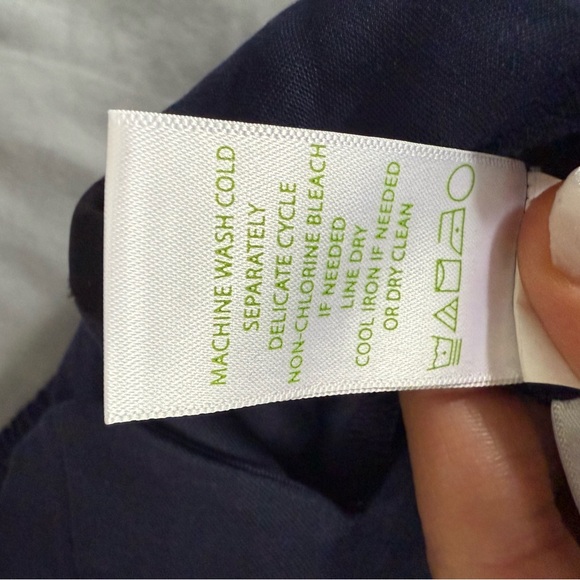 MACHINE WASH COLD
SEPARATELY
DELICATE CYCLE
NON-CHLORINE BLEACH
IF NEEDED
LINE DRY
COOL IRON IF NEEDED
OR DRY CLEAN